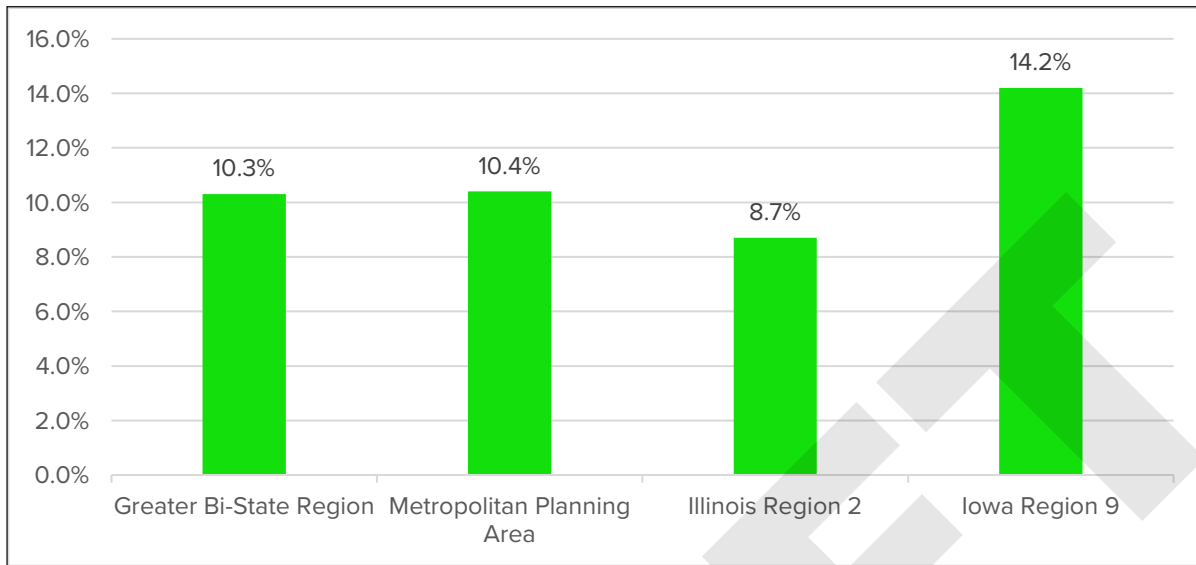 16.0%
14.0%
12.0%
10.0%
8.0%
6.0%
4.0%
2.0%
0.0%
10.3%
10.4%
8.7%
14.2%
Greater Bi-State Region
Metropolitan Planning
Area
Illinois Region 2
Iowa Region 9